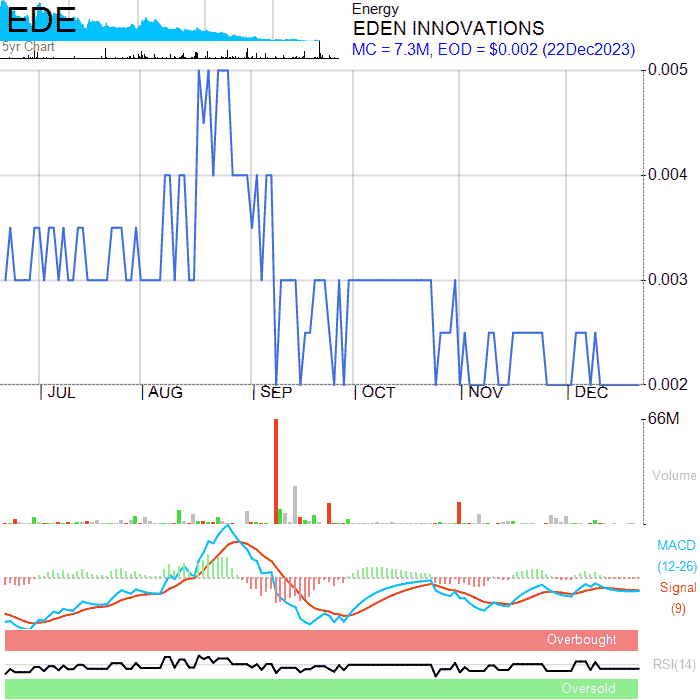 EDE
5yr Chart
Energy
EDEN INNOVATIONS
MC = 7.3M, EOD = $0.002 (22Dec2023)
0.005
0.004
0.003
0.002
JUL
AUG
SEP
OCT
NOV
DEC
66M
Volume
MACD
(12-26)
Signal
(9)
Overbought
RSI(14)
Oversold